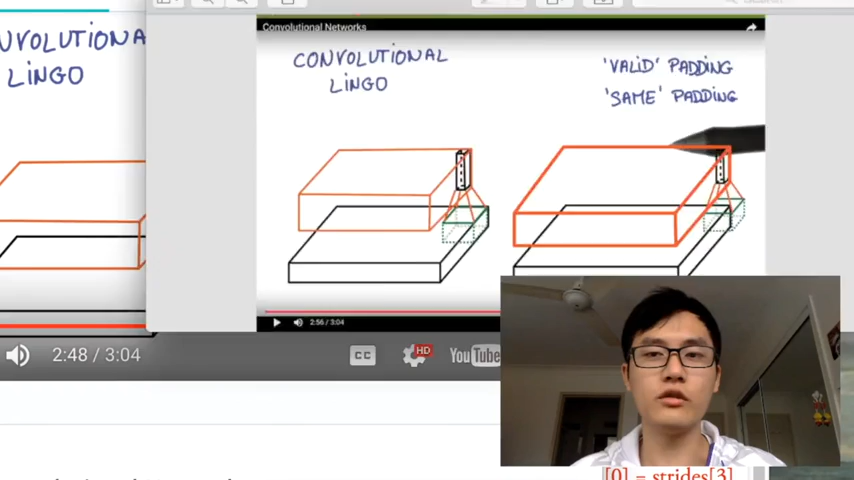 Convolutional Networks
NVOLUTIONA
LiNGO
CONVOLUTiONAL
LiNGO
'VALiD' PADDiNG
'SAME' PADDiNG
2:56 / 3:04
2:48 / 3:04
CC
HD
YouTube
[0] = strides[3]